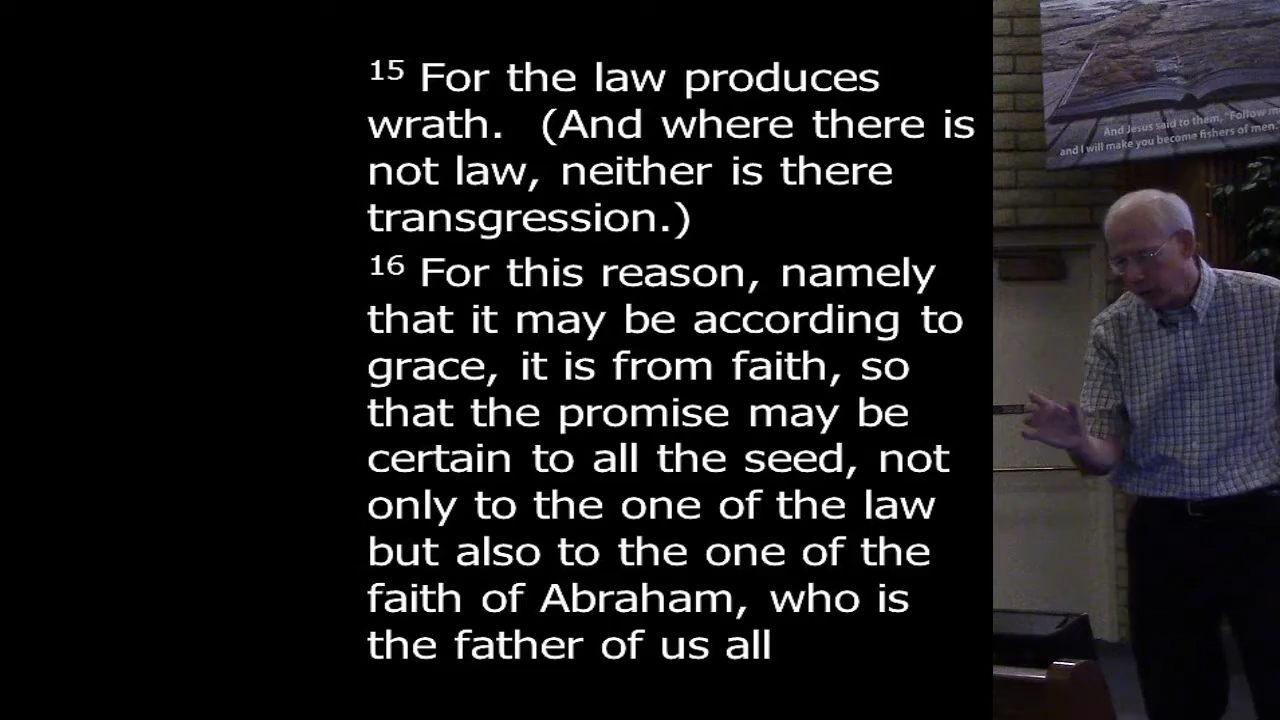 15 For the law produces
wrath.  (And where there is
not law, neither is there
transgression.)
16 For this reason, namely
that it may be according to
grace, it is from faith, so
that the promise may be
certain to all the seed, not
only to the one of the law
but also to the one of the
faith of Abraham, who is
the father of us all
And Jesus said to them, "Follow me
and I will make you become fishers of men."